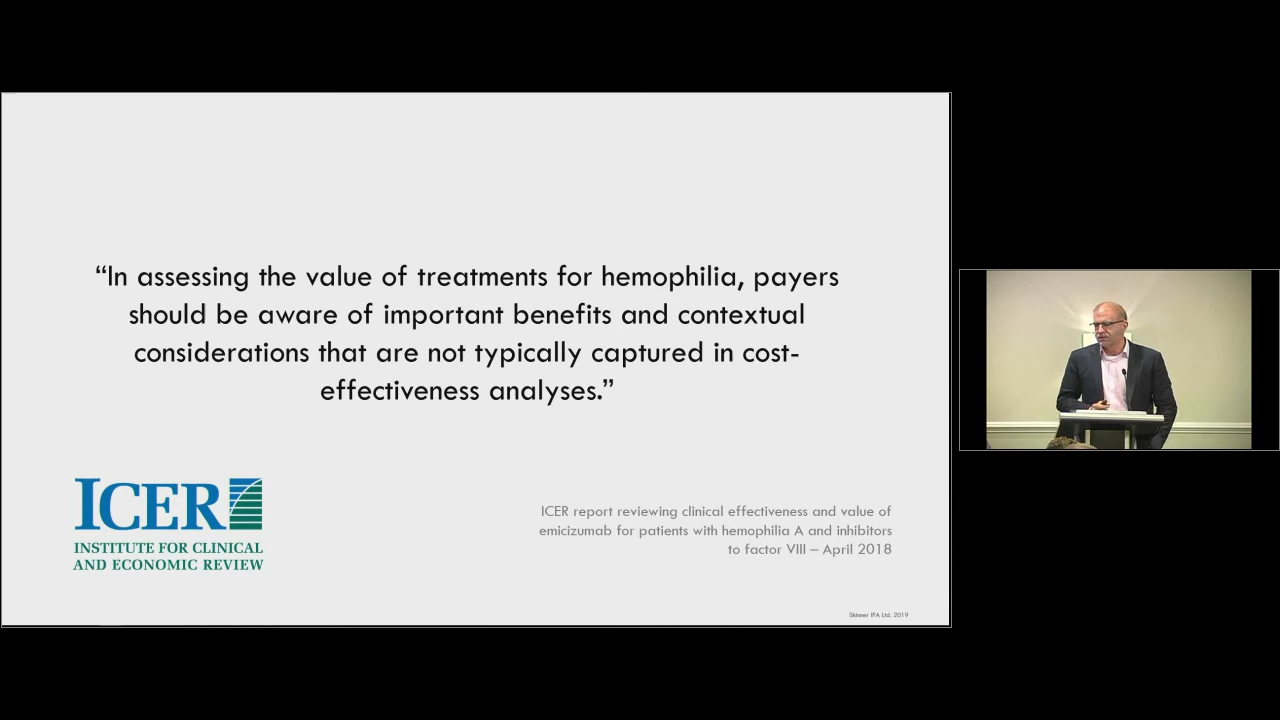 “In assessing the value of treatments for hemophilia, payers
should be aware of important benefits and contextual
considerations that are not typically captured in cost-
effectiveness analyses.”
ICER
INSTITUTE FOR CLINICAL
AND ECONOMIC REVIEW
ICER report reviewing clinical effectiveness and value of
emicizumab for patients with hemophilia A and inhibitors
to factor VIII – April 2018
Skinner IPA Ltd. 2019